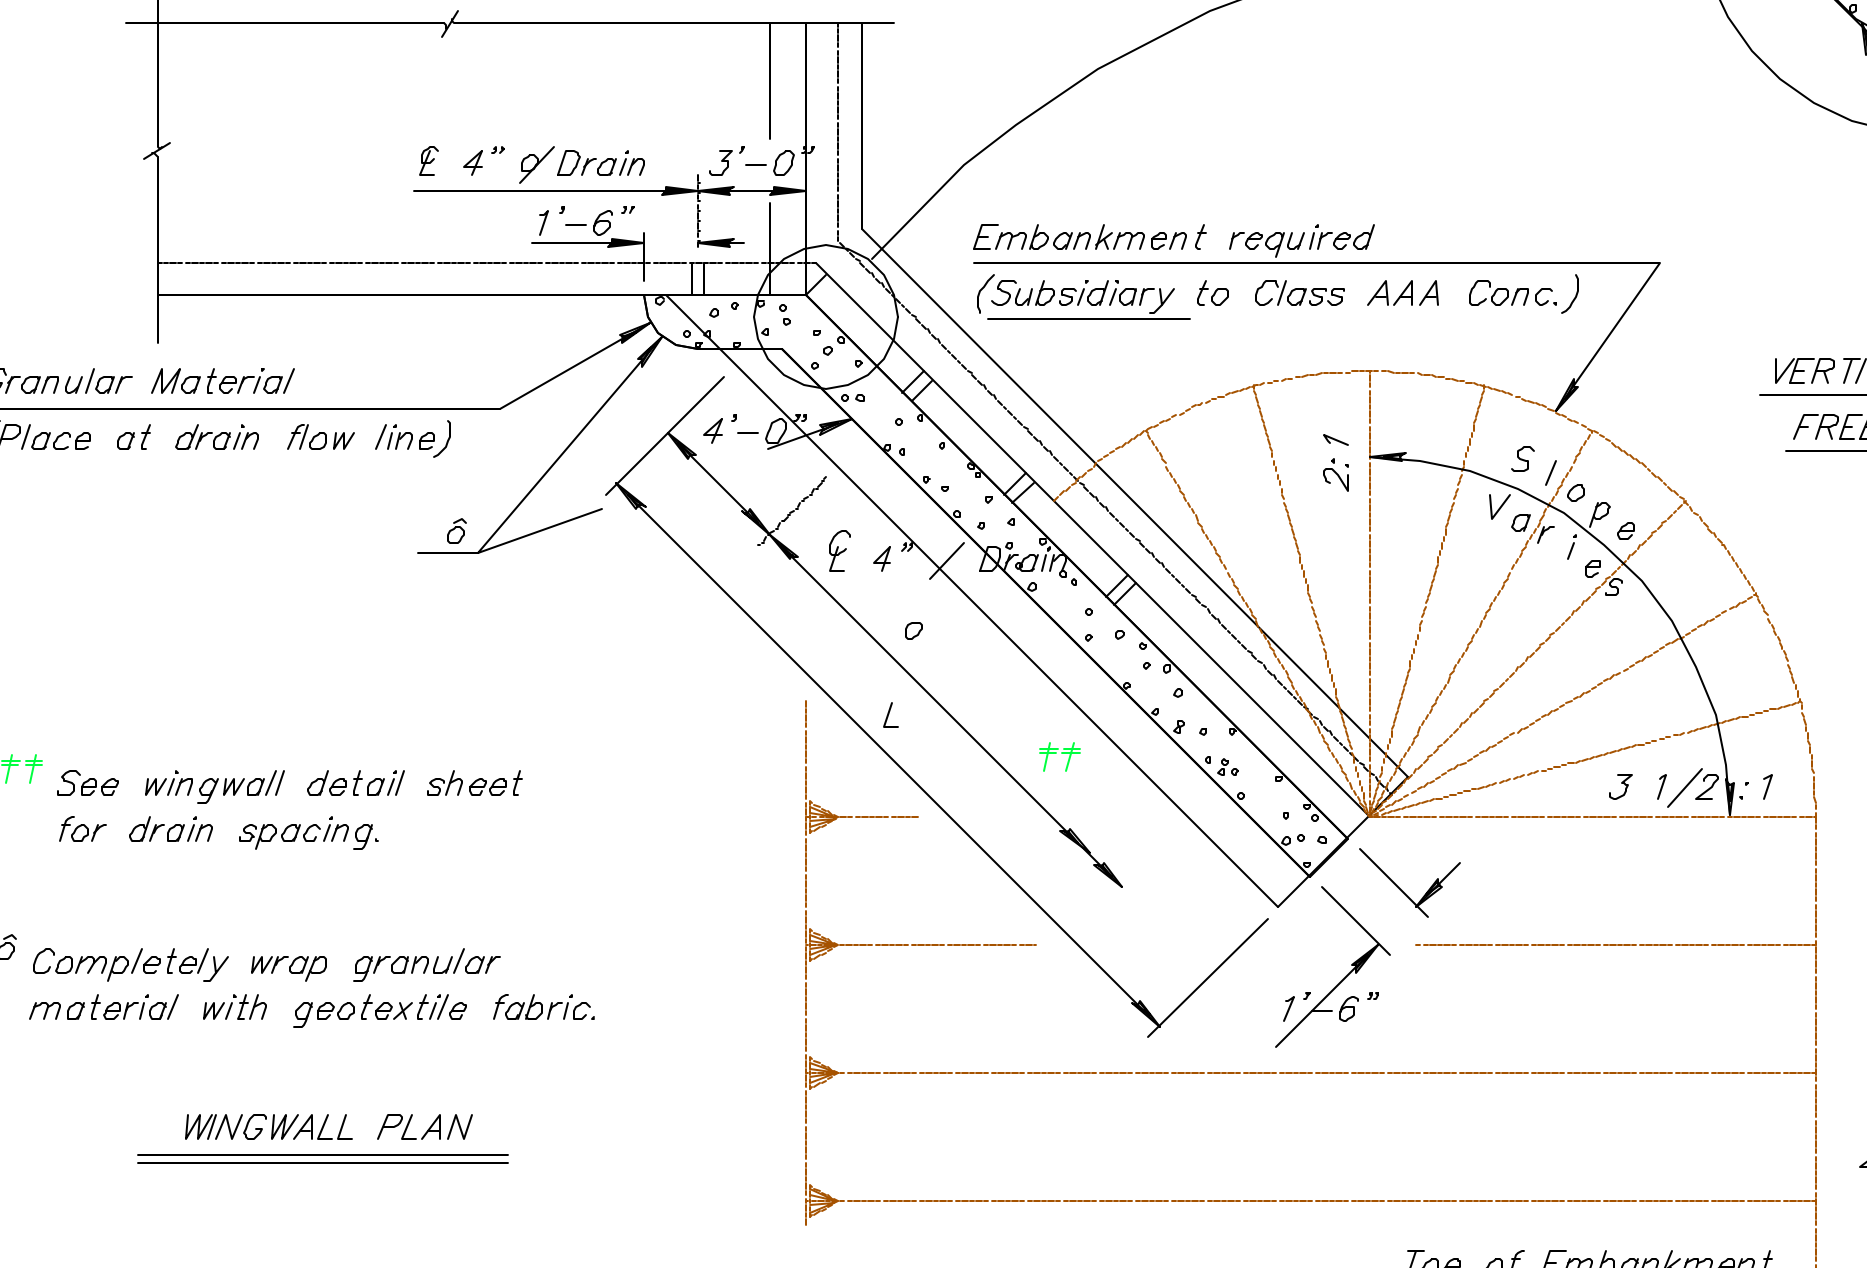 ℄ 4" ø Drain
3'-0"
1'-6"
Embankment required
(Subsidiary to Class AAA Conc.)
Granular Material
(Place at drain flow line)
VERTI
FREE
4'-0"
2:1
Slope
Varies
ô
℄ 4" Drain
o
L
‡‡
3 1/2:1
‡‡ See wingwall detail sheet
for drain spacing.
ô Completely wrap granular
material with geotextile fabric.
1'-6"
WINGWALL PLAN
Toe of Embankment